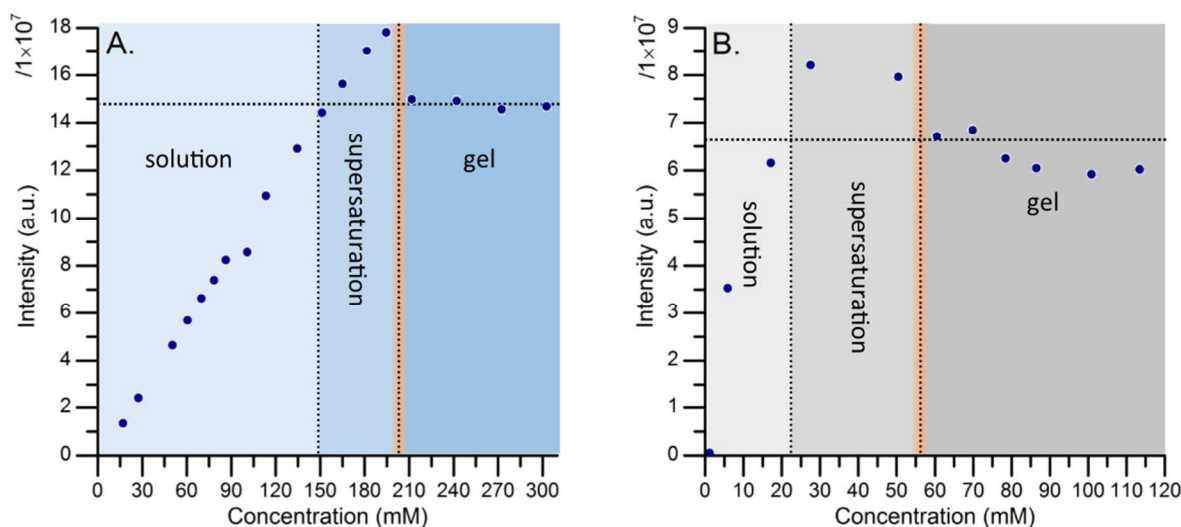 A.
/1×10⁷
Intensity (a.u.)
18
16
14
12
10
8
6
4
2
0
solution
supersaturation
gel
0 30 60 90 120 150 180 210 240 270 300
Concentration (mM)
B.
/1×10⁷
Intensity (a.u.)
9
8
7
6
5
4
3
2
1
0
solution
supersaturation
gel
0 10 20 30 40 50 60 70 80 90 100 110 120
Concentration (mM)